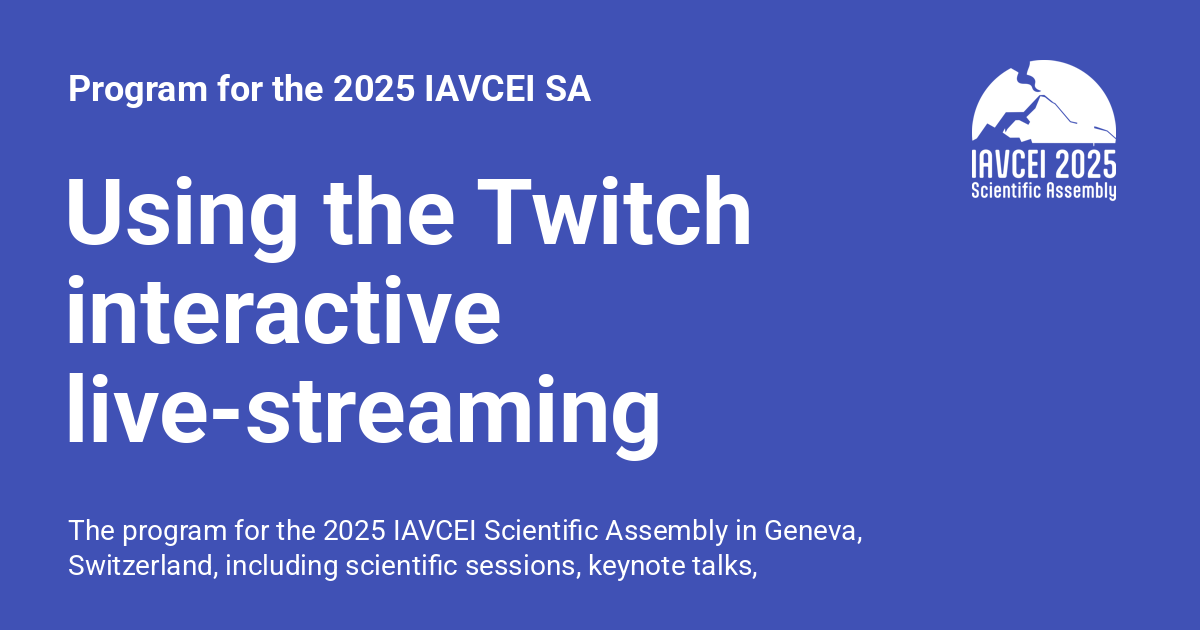 Program for the 2025 IAVCEI SA
IAVCEI 2025
Scientific Assembly
Using the Twitch
interactive
live-streaming
The program for the 2025 IAVCEI Scientific Assembly in Geneva,
Switzerland, including scientific sessions, keynote talks,